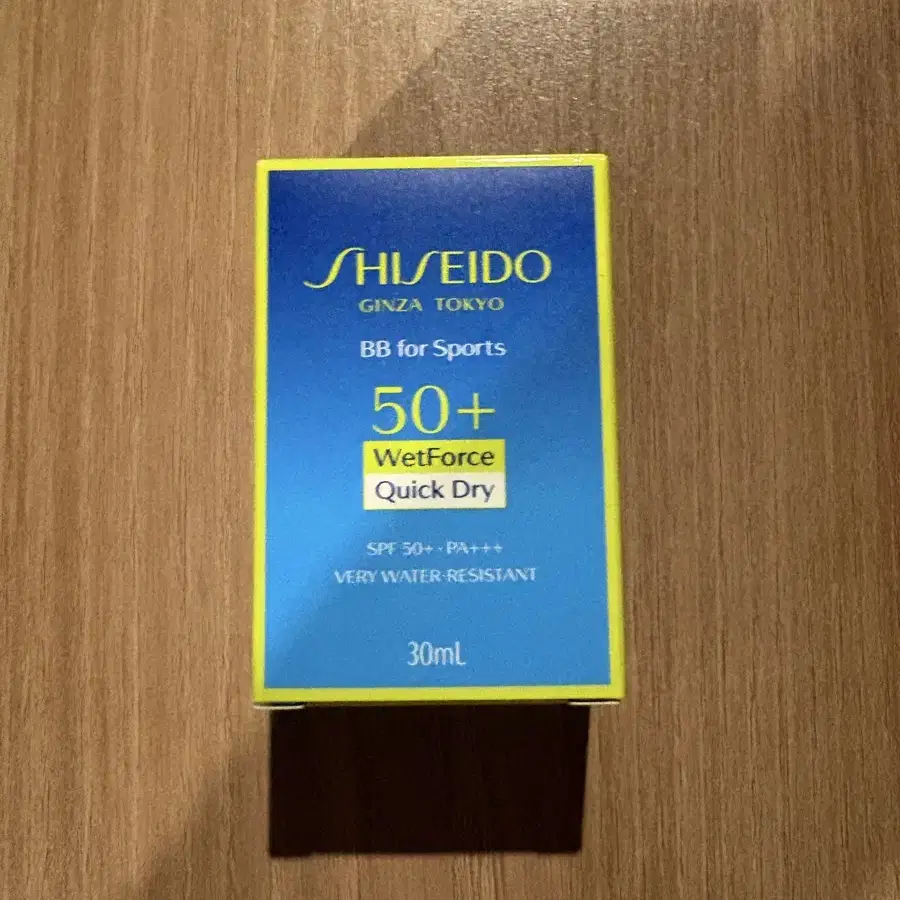 SHISEIDO
GINZA TOKYO
BB for Sports
50+
WetForce
Quick Dry
SPF 50+ · PA+++
VERY WATER-RESISTANT
30mL